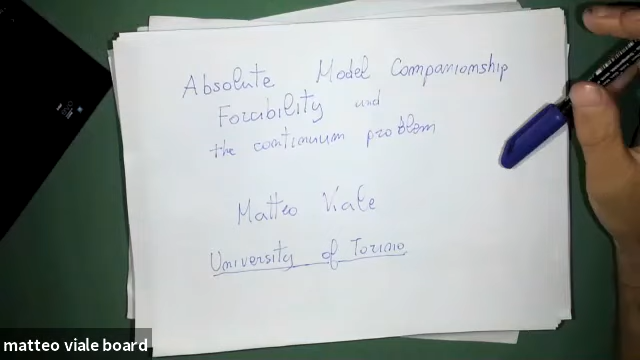 Absolute Model Companionship
Forcibility and
the continuum problem
Matteo Viale
University of Torino
matteo viale board